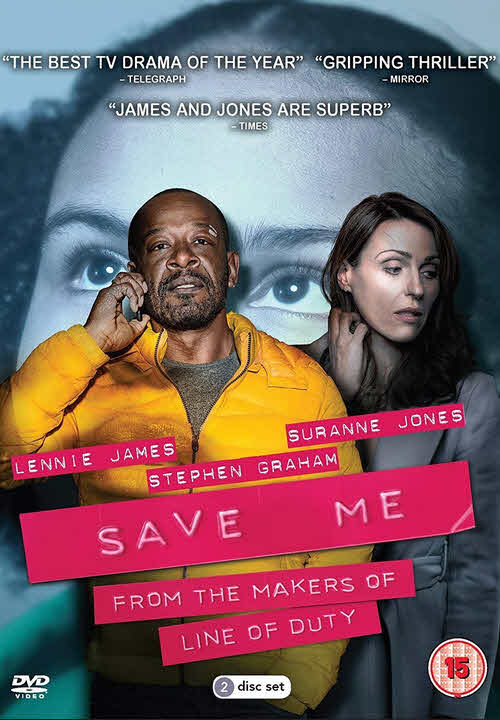 “THE BEST TV DRAMA OF THE YEAR”
– TELEGRAPH
“GRIPPING THRILLER”
– MIRROR
“JAMES AND JONES ARE SUPERB”
– TIMES
LENNIE JAMES
SURANNE JONES
STEPHEN GRAHAM
SAVE ME
FROM THE MAKERS OF
LINE OF DUTY
DVD
VIDEO
2 disc set
15